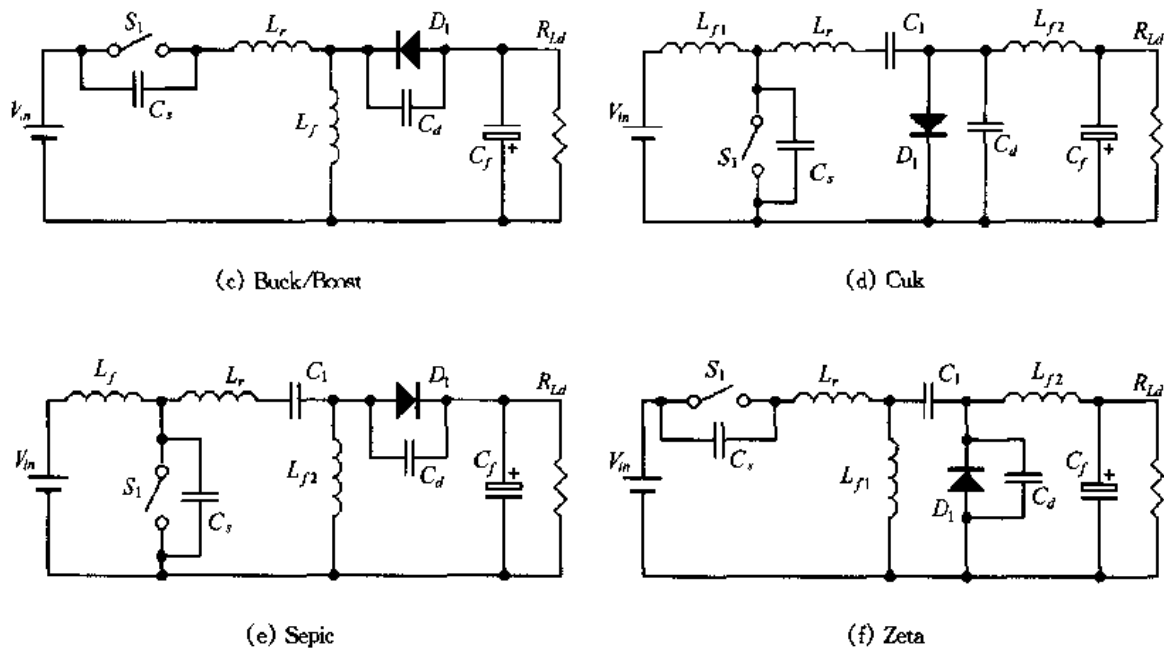 S1 Lr D1 RLd
Vin Cs Lf Cd Cf +
(c) Buck/Boost
Lf1 Lr C1 Lf2 RLd
Vin S1 Cs D1 Cd Cf +
(d) Cuk
Lf Lr C1 D1 RLd
Vin S1 Cs Lf2 Cd Cf +
(e) Sepic
S1 Lr C1 Lf2 RLd
Vin Cs Lf1 D1 Cd Cf +
(f) Zeta